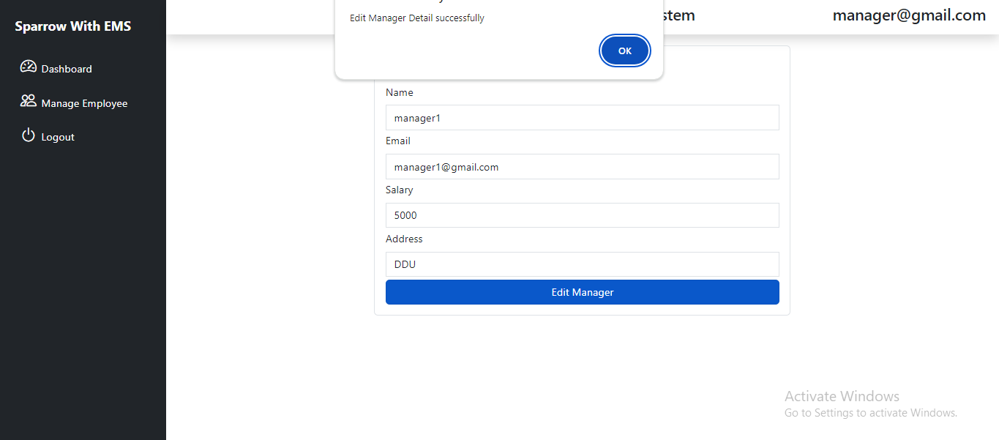 Sparrow With EMS
Dashboard
Manage Employee
Logout
manager@gmail.com
Edit Manager Detail successfully
OK
Name
manager1
Email
manager1@gmail.com
Salary
5000
Address
DDU
Edit Manager
Activate Windows
Go to Settings to activate Windows.